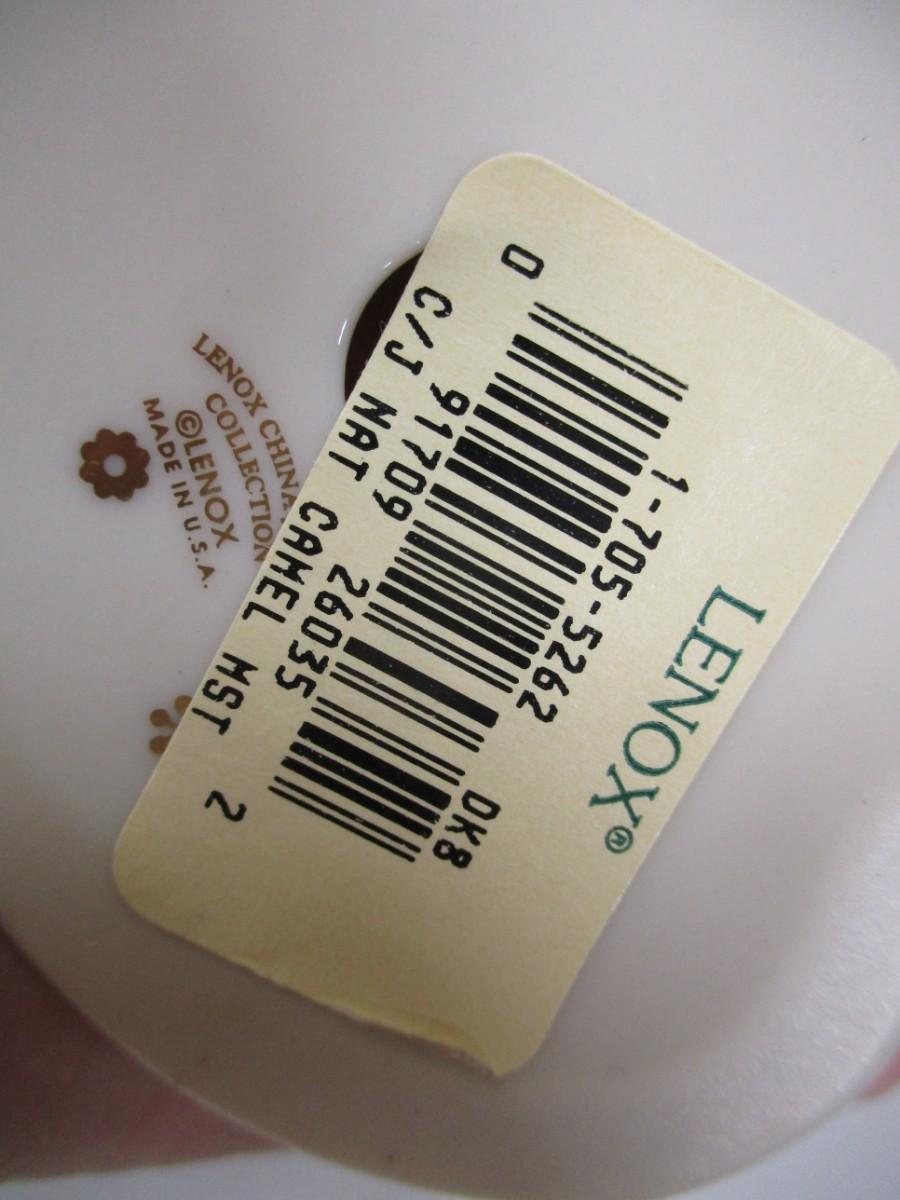 LENOX®
1-705-5262 DK8
0 91709 26035 2
C/J NAT CAMEL MST
LENOX CHINA
COLLECTION
©LENOX
MADE IN U.S.A.